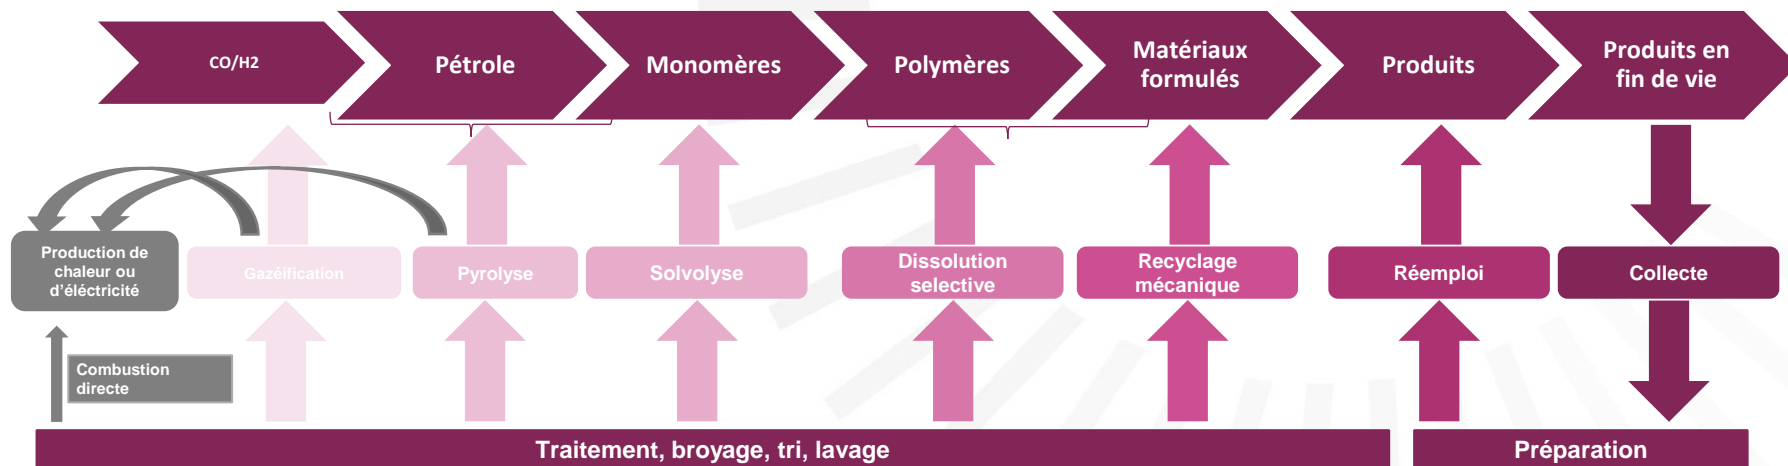 CO/H2
Pétrole
Monomères
Polymères
Matériaux
formulés
Produits
Produits en
fin de vie
Production de
chaleur ou
d'éléctricité
Gazéification
Pyrolyse
Solvolyse
Dissolution
selective
Recyclage
mécanique
Réemploi
Collecte
Combustion
directe
Traitement, broyage, tri, lavage
Préparation